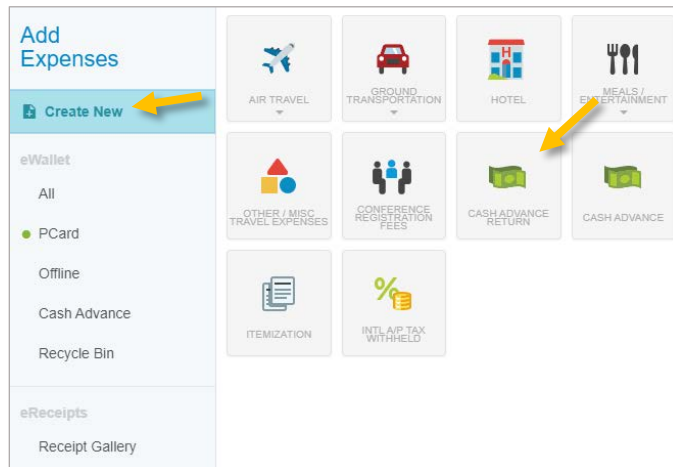 Add
Expenses
Create New
eWallet
All
PCard
Offline
Cash Advance
Recycle Bin
eReceipts
Receipt Gallery
AIR TRAVEL
GROUND
TRANSPORTATION
H
HOTEL
MEALS /
ENTERTAINMENT
OTHER / MISC
TRAVEL EXPENSES
CONFERENCE
REGISTRATION
FEES
CASH ADVANCE
RETURN
CASH ADVANCE
ITEMIZATION
%
INTL A/P TAX
WITHHELD